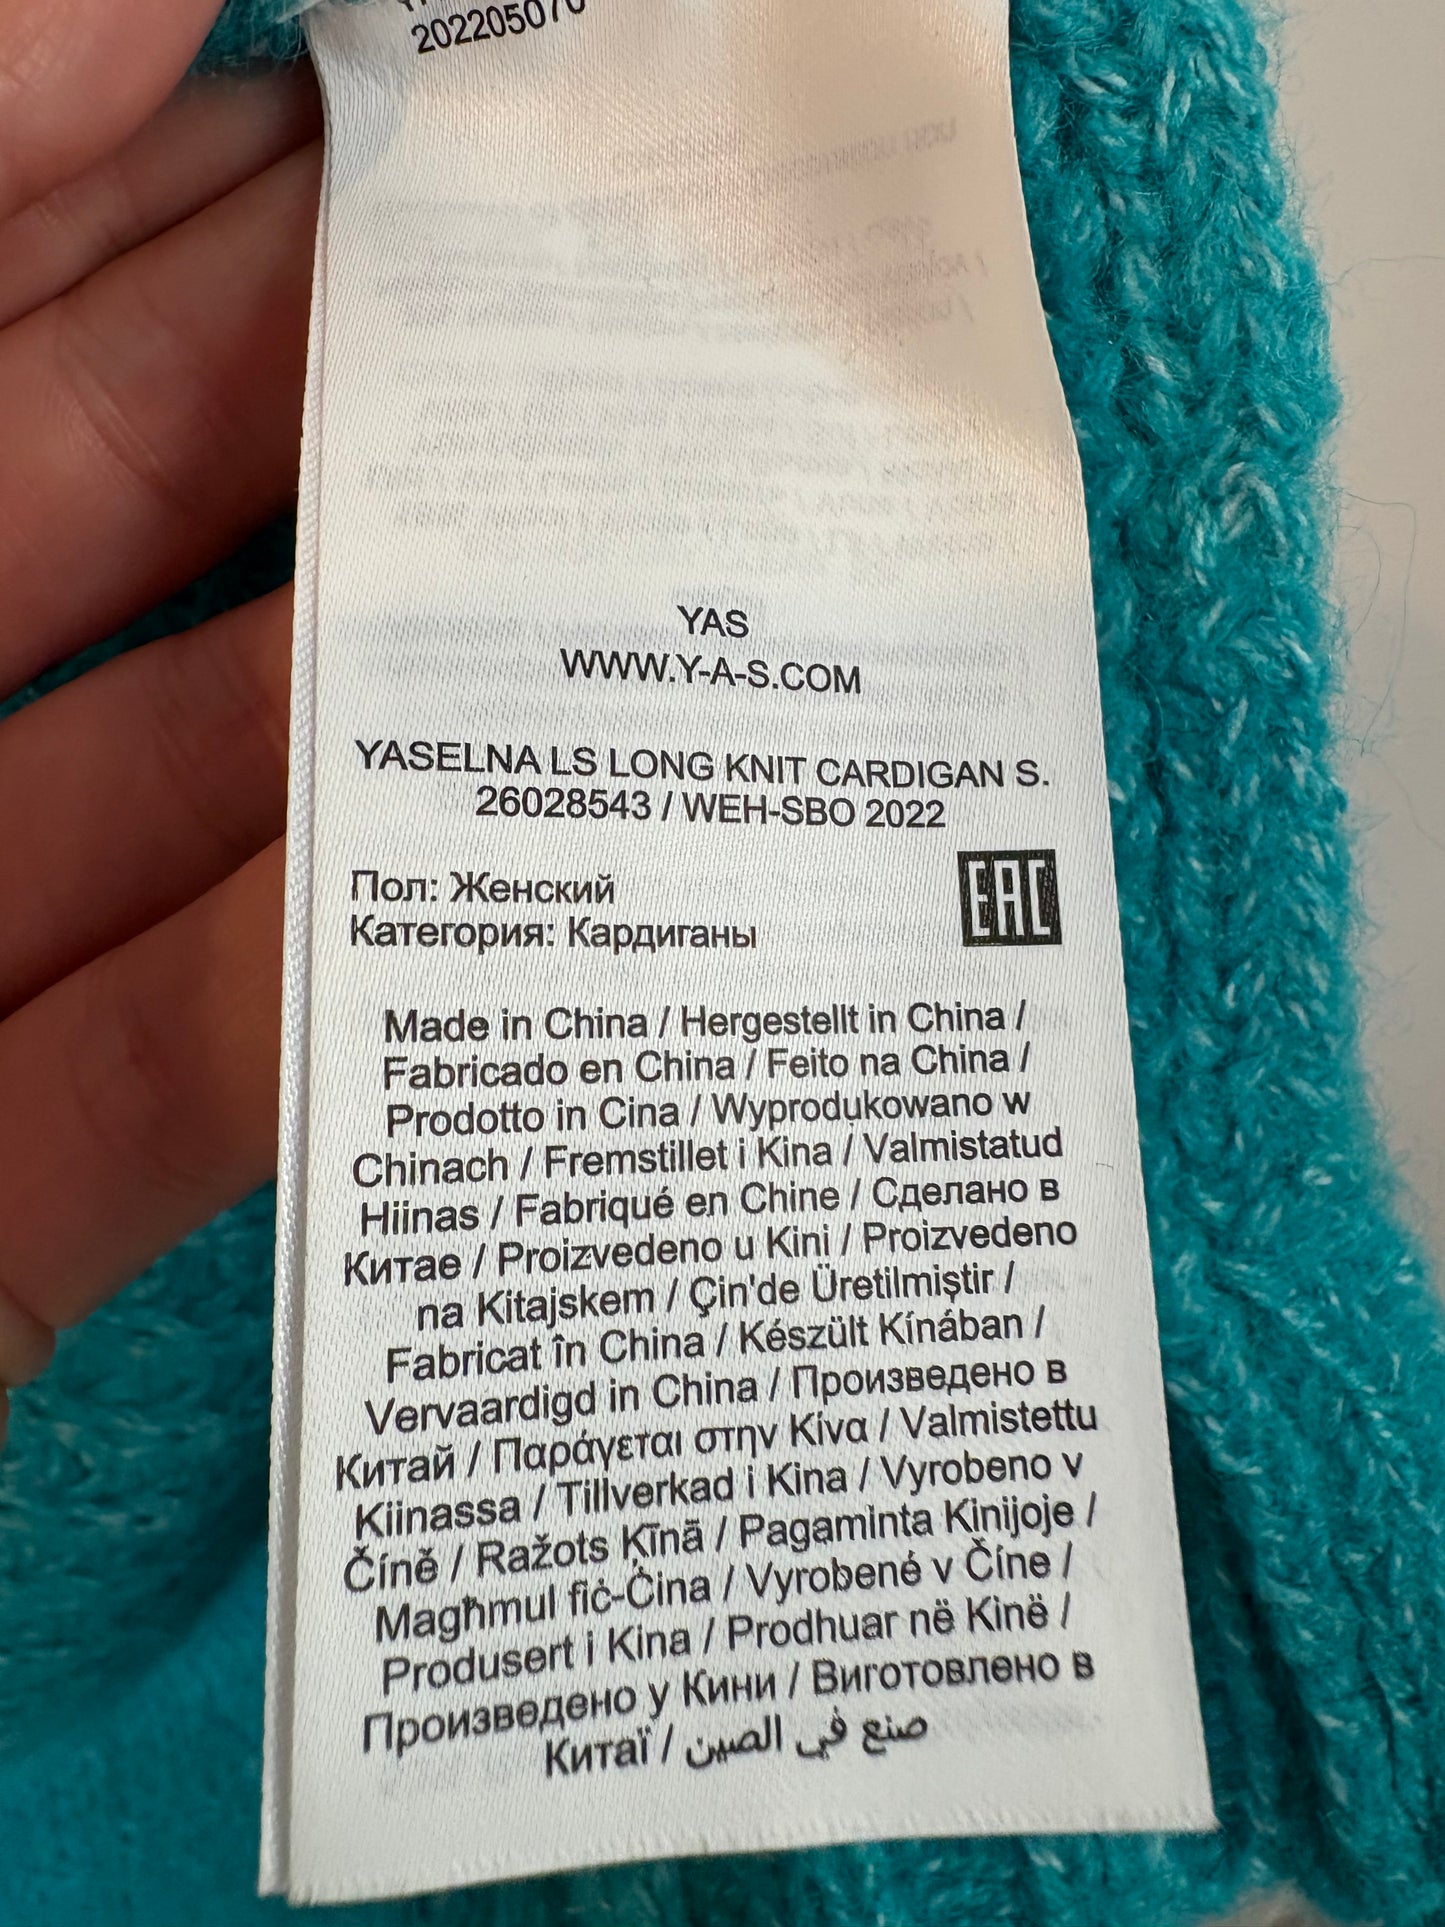 YAS
WWW.Y-A-S.COM
YASELNA LS LONG KNIT CARDIGAN S.
26028543 / WEH-SBO 2022
Пол: Женский
Категория: Кардиганы
EAC
Made in China / Hergestellt in China /
Fabricado en China / Feito na China /
Prodotto in Cina / Wyprodukowano w
Chinach / Fremstillet i Kina / Valmistatud
Hiinas / Fabriqué en Chine / Сделано в
Китае / Proizvedeno u Kini / Proizvedeno
na Kitajskem / Çin'de Üretilmiştir /
Fabricat în China / Készült Kínában /
Vervaardigd in China / Произведено в
Китай / Παράγεται στην Κίνα / Valmistettu
Kiinassa / Tillverkad i Kina / Vyrobeno v
Číně / Ražots Ķīnā / Pagaminta Kinijoje /
Magħmul fiċ-Ċina / Vyrobené v Číne /
Produsert i Kina / Prodhuar në Kinë /
Произведено у Кини / Виготовлено в
Китаї / صنع في الصين